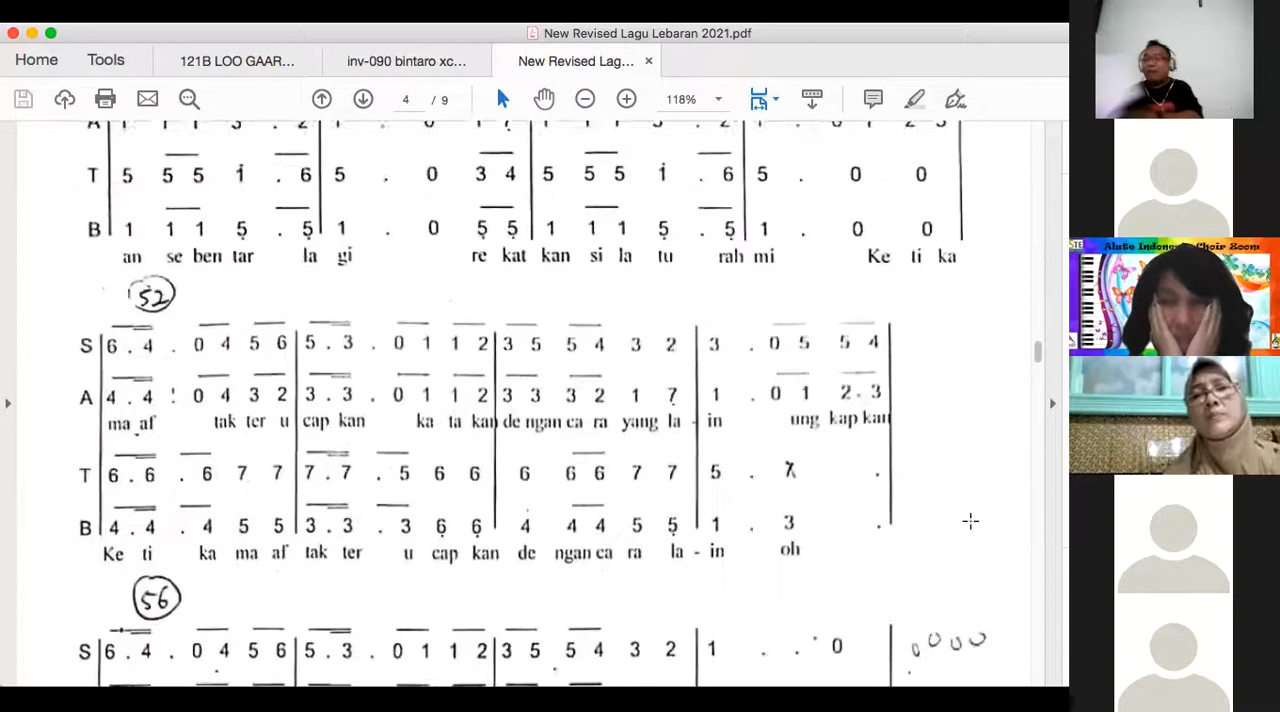 New Revised Lagu Lebaran 2021.pdf
Home Tools 121B LOO GAAR... inv-090 bintaro xc... New Revised Lag... ×
4 / 9 118%
T 5 5 5 i . 6 5 . 0 3 4 5 5 5 i . 6 5 . 0 0
B 1 1 1 5̣ . 5̣ 1 . 0 5̣ 5̣ 1 1 1 5̣ . 5̣ 1 . 0 0
an se ben tar la gi re kat kan si la tu rah mi Ke ti ka
52
S 6 . 4 . 0 4 5 6 5 . 3 . 0 1 1 2 3 5 5 4 3 2 3 . 0 5 5 4
A 4 . 4 0 4 3 2 3 . 3 . 0 1 1 2 3 3 3 2 1 7̣ 1 . 0 1 2 . 3
ma af tak ter u cap kan ka ta kan de ngan ca ra yang la - in ung kap kan
T 6 . 6 . 6 7 7 7 . 7 . 5 6 6 6 6 6 7 7 5 . .
B 4 . 4 . 4 5 5 3 . 3 . 3 6̣ 6̣ 4 4 4 5 5̣ 1 . 3 .
Ke ti ka ma af tak ter u cap kan de ngan ca ra la - in oh
56
S 6 . 4 . 0 4 5 6 5 . 3 . 0 1 1 2 3 5 5 4 3 2 1 . . 0 0 0 0 0
Alute Indonesia Choir Zoom